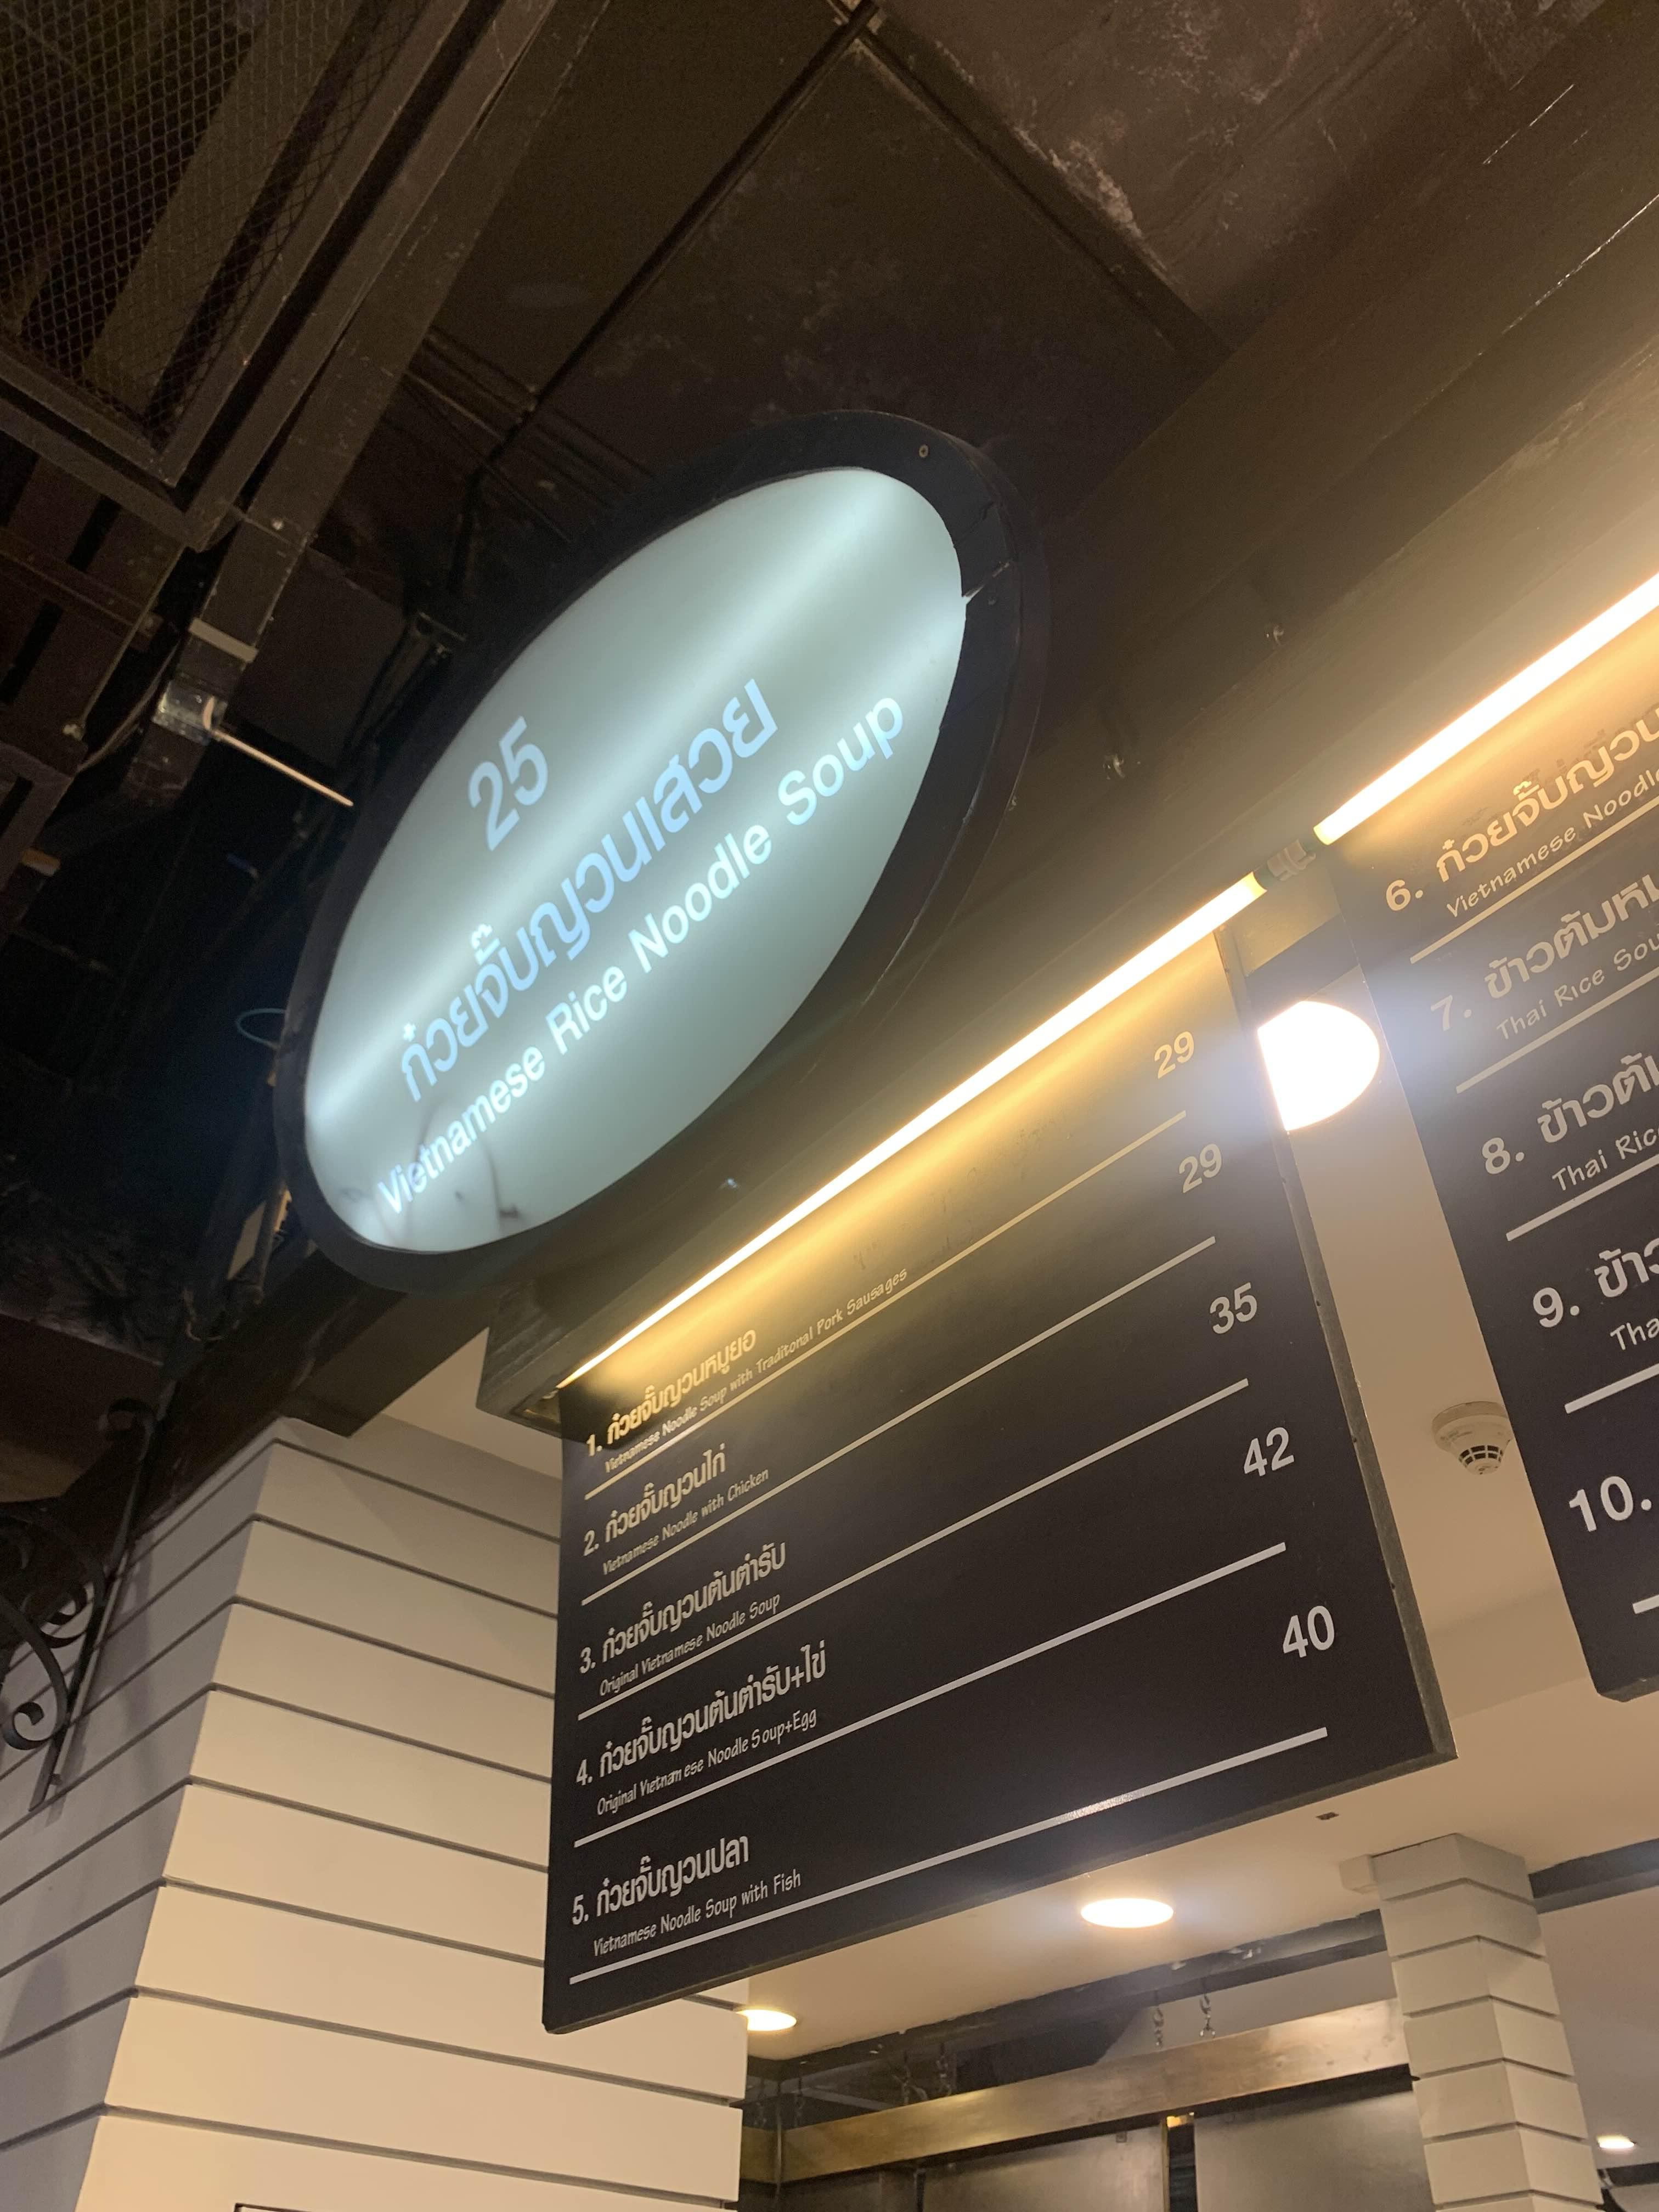 25
ก๋วยจั๊บญวนแสวย
Vietnamese Rice Noodle Soup
1. ก๋วยจั๊บญวนหมูยอ 29
Vietnamese Noodle Soup with Traditonal Pork Sausages
2. ก๋วยจั๊บญวนไก่ 29
Vietnamese Noodle with Chicken
3. ก๋วยจั๊บญวนต้นตำรับ 35
Original Vietnamese Noodle Soup
4. ก๋วยจั๊บญวนต้นตำรับ+ไข่ 42
Original Vietnamese Noodle Soup+Egg
5. ก๋วยจั๊บญวนปลา 40
Vietnamese Noodle Soup with Fish
6. ก๋วยจั๊บญวน
Vietnamese Noodle
7. ข้าวต้มหมู
Thai Rice Sou
8. ข้าวต้ม
Thai Rice
9. ข้าว
Tha
10.